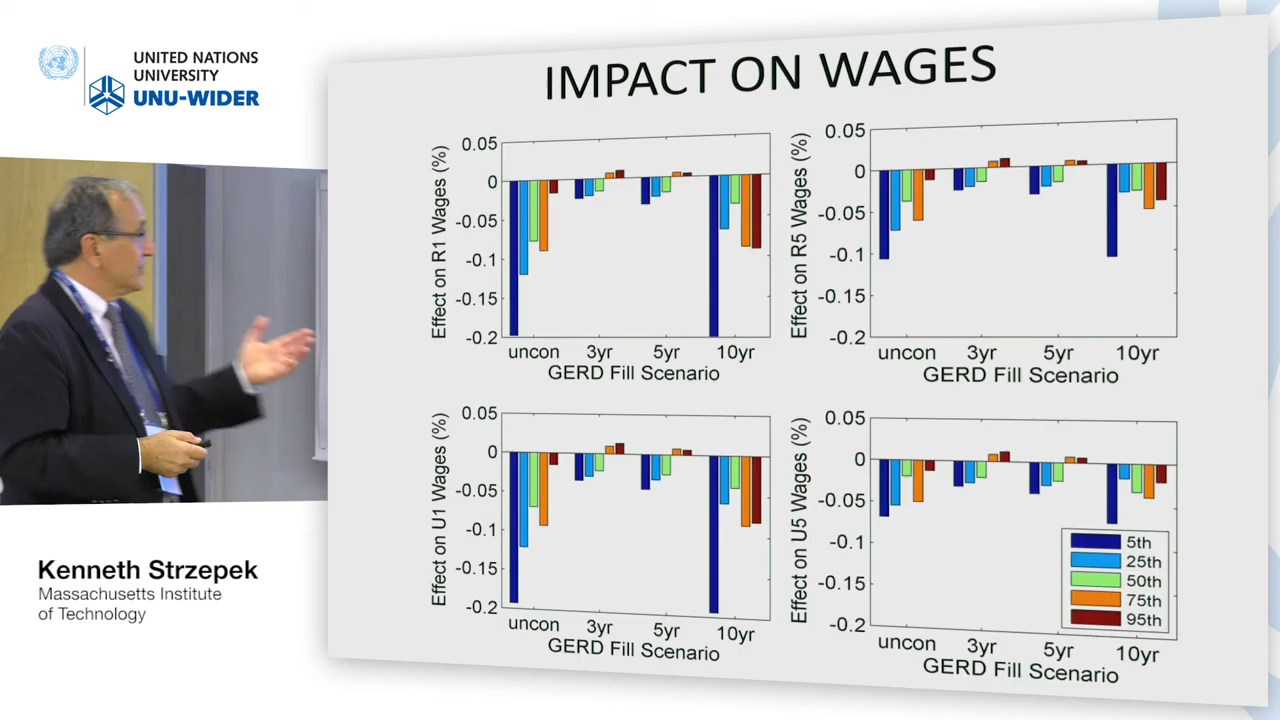 UNITED NATIONS
UNIVERSITY
UNU-WIDER
IMPACT ON WAGES
Effect on R1 Wages (%)
0.05
0
-0.05
-0.1
-0.15
-0.2
uncon 3yr 5yr 10yr
GERD Fill Scenario
Effect on R5 Wages (%)
0.05
0
-0.05
-0.1
-0.15
-0.2
uncon 3yr 5yr 10yr
GERD Fill Scenario
Effect on U1 Wages (%)
0.05
0
-0.05
-0.1
-0.15
-0.2
uncon 3yr 5yr 10yr
GERD Fill Scenario
Effect on U5 Wages (%)
0.05
0
-0.05
-0.1
-0.15
-0.2
uncon 3yr 5yr 10yr
GERD Fill Scenario
5th
25th
50th
75th
95th
Kenneth Strzepek
Massachusetts Institute
of Technology